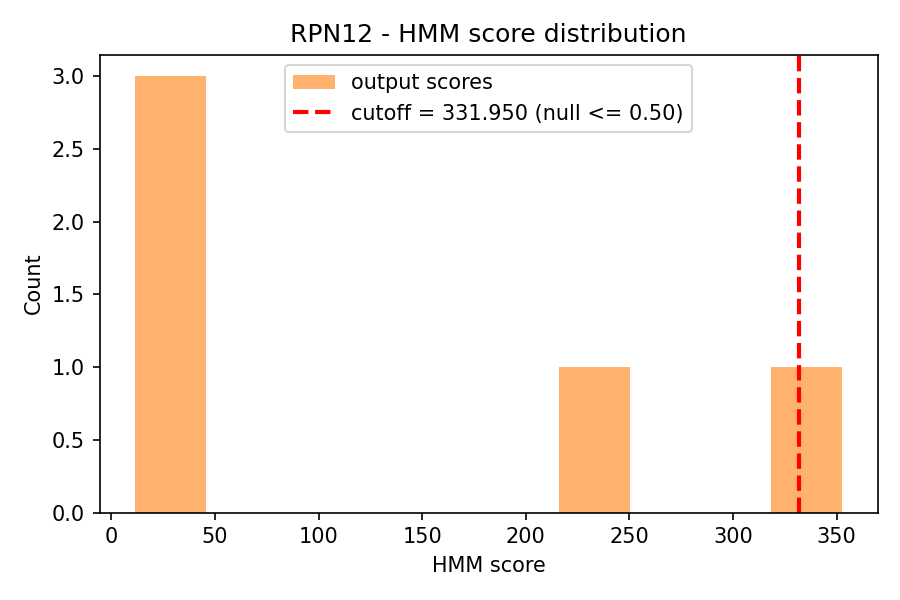 RPN12 - HMM score distribution
output scores
cutoff = 331.950 (null <= 0.50)
3.0
2.5
2.0
1.5
1.0
0.5
0.0
Count
0 50 100 150 200 250 300 350
HMM score